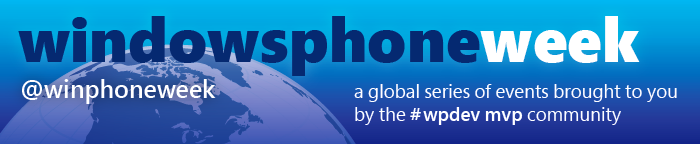 windowsphoneweek
@winphoneweek
a global series of events brought to you
by the #wpdev mvp community